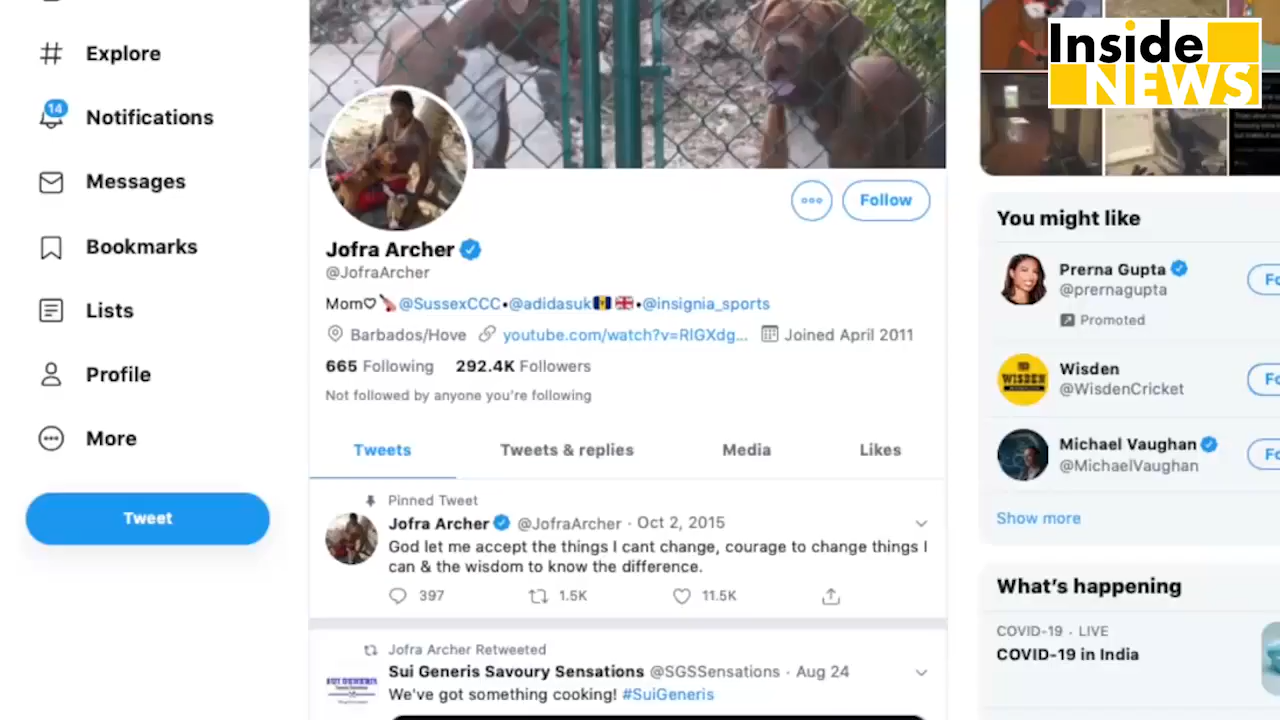 Explore
14
Notifications
Messages
Bookmarks
Lists
Profile
More
Tweet
Follow
Jofra Archer
@JofraArcher
Mom♡ @SussexCCC•@adidasuk🇧🇧 🇬🇧•@insignia_sports
Barbados/Hove youtube.com/watch?v=RlGXdg... Joined April 2011
665 Following 292.4K Followers
Not followed by anyone you're following
Tweets Tweets & replies Media Likes
Pinned Tweet
Jofra Archer @JofraArcher · Oct 2, 2015
God let me accept the things I cant change, courage to change things I
can & the wisdom to know the difference.
397 1.5K 11.5K
Jofra Archer Retweeted
Sui Generis Savoury Sensations @SGSSensations · Aug 24
We've got something cooking! #SuiGeneris
SUI GENERIS
Inside
NEWS
You might like
Prerna Gupta
@prernagupta
Fo
Promoted
WISDEN
Wisden
@WisdenCricket
Fo
Michael Vaughan
@MichaelVaughan
Fo
Show more
What's happening
COVID-19 · LIVE
COVID-19 in India